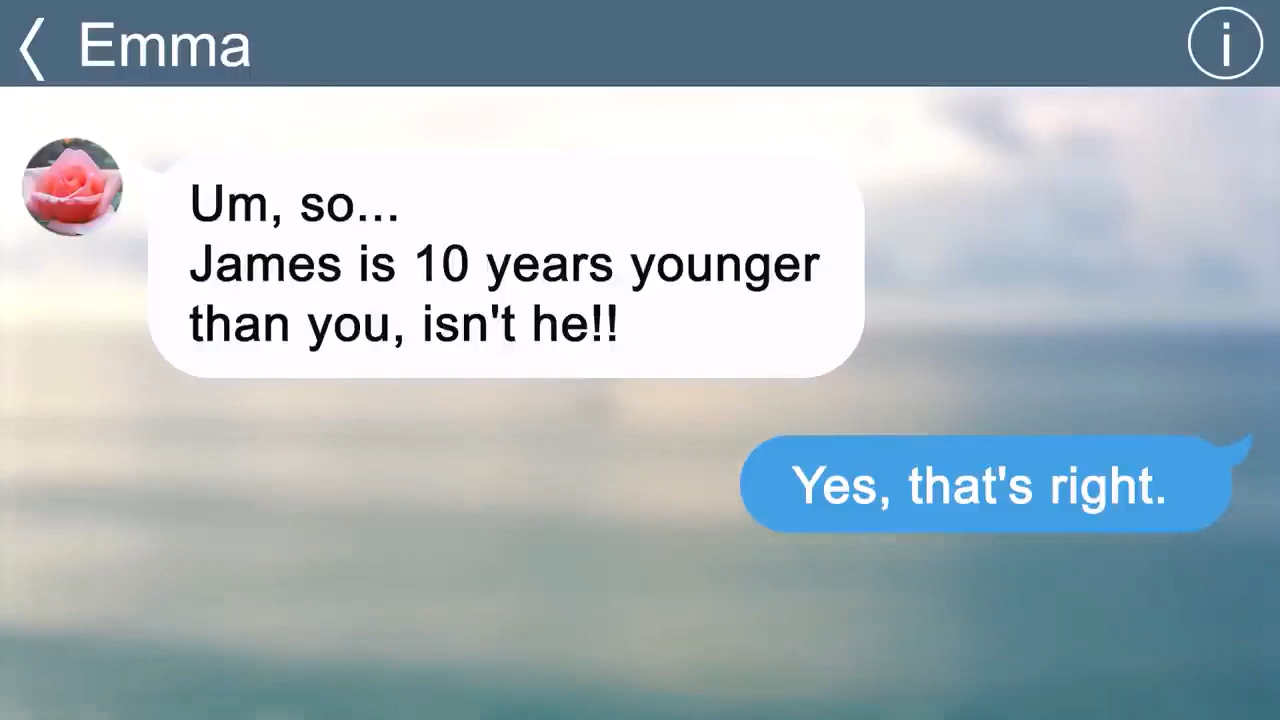 Emma
i
Um, so...
James is 10 years younger
than you, isn't he!!
Yes, that's right.